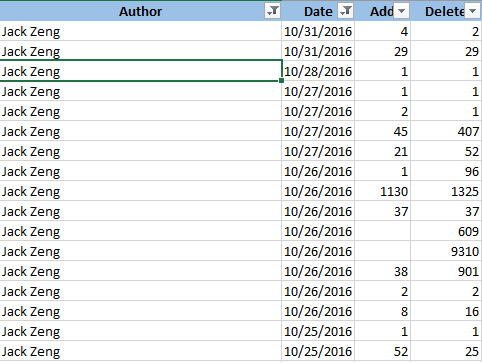 Author Date Add Delete
Jack Zeng 10/31/2016 4 2
Jack Zeng 10/31/2016 29 29
Jack Zeng 10/28/2016 1 1
Jack Zeng 10/27/2016 1 1
Jack Zeng 10/27/2016 2 1
Jack Zeng 10/27/2016 45 407
Jack Zeng 10/27/2016 21 52
Jack Zeng 10/26/2016 1 96
Jack Zeng 10/26/2016 1130 1325
Jack Zeng 10/26/2016 37 37
Jack Zeng 10/26/2016 609
Jack Zeng 10/26/2016 9310
Jack Zeng 10/26/2016 38 901
Jack Zeng 10/26/2016 2 2
Jack Zeng 10/26/2016 8 16
Jack Zeng 10/25/2016 1 1
Jack Zeng 10/25/2016 52 25